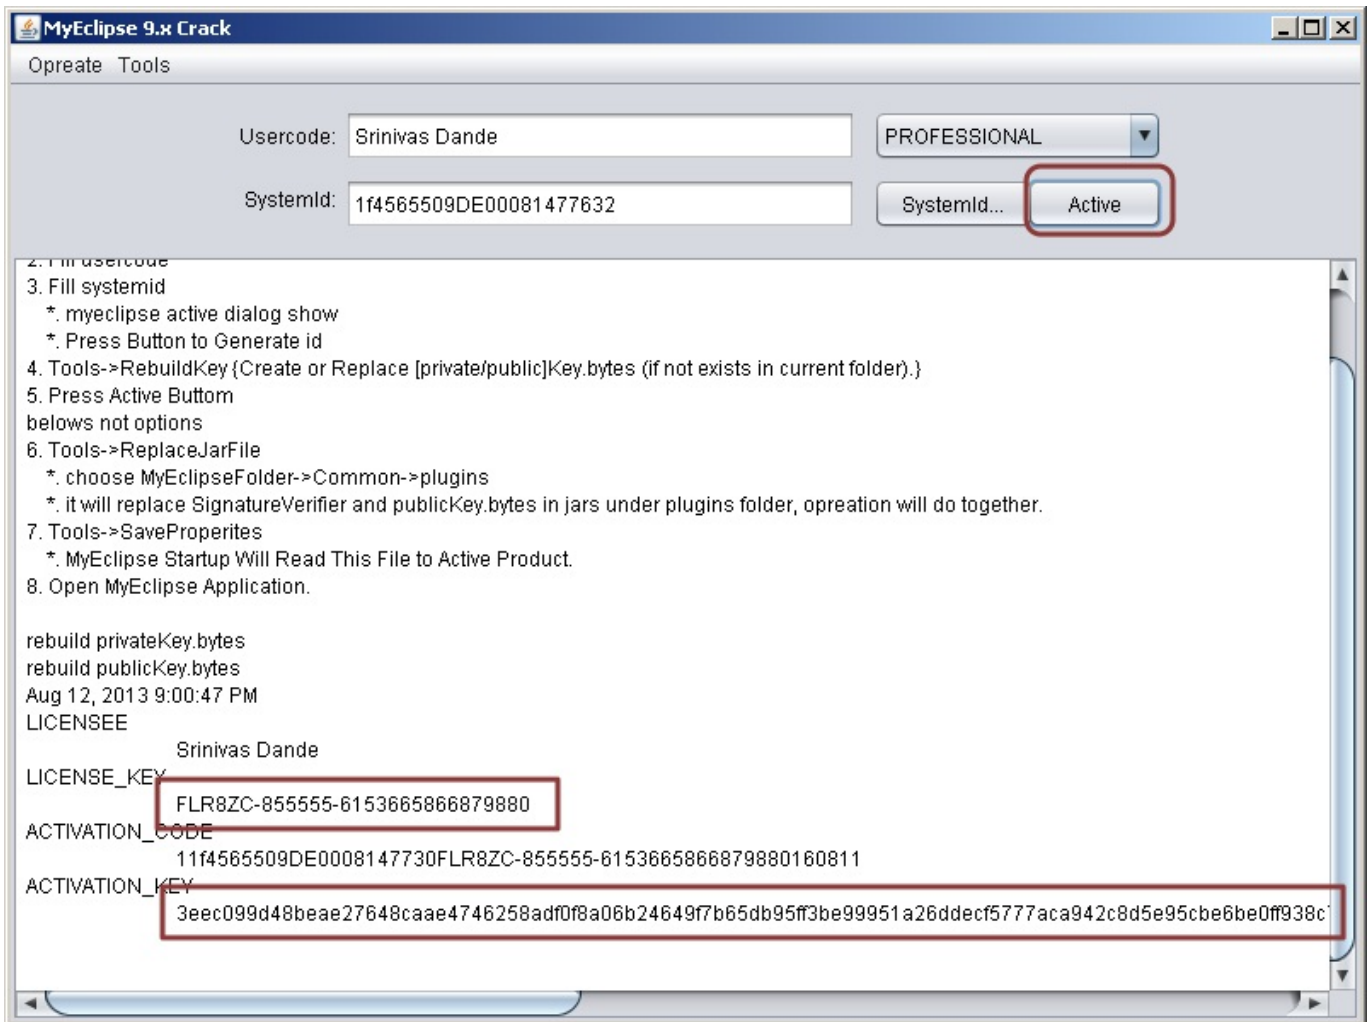 MyEclipse 9.x Crack
Opreate Tools
Usercode: Srinivas Dande PROFESSIONAL
SystemId: 1f4565509DE00081477632 SystemId... Active
2. Fill usercode
3. Fill systemid
*. myeclipse active dialog show
*. Press Button to Generate id
4. Tools->RebuildKey {Create or Replace [private/public]Key.bytes (if not exists in current folder).}
5. Press Active Buttom
belows not options
6. Tools->ReplaceJarFile
*. choose MyEclipseFolder->Common->plugins
*. it will replace SignatureVerifier and publicKey.bytes in jars under plugins folder, opreation will do together.
7. Tools->SaveProperites
*. MyEclipse Startup Will Read This File to Active Product.
8. Open MyEclipse Application.
rebuild privateKey.bytes
rebuild publicKey.bytes
Aug 12, 2013 9:00:47 PM
LICENSEE
Srinivas Dande
LICENSE_KEY
FLR8ZC-855555-6153665866879880
ACTIVATION_CODE
11f4565509DE0008147730FLR8ZC-855555-6153665866879880160811
ACTIVATION_KEY
3eec099d48beae27648caae4746258adf0f8a06b24649f7b65db95ff3be99951a26ddecf5777aca942c8d5e95cbe6be0ff938c